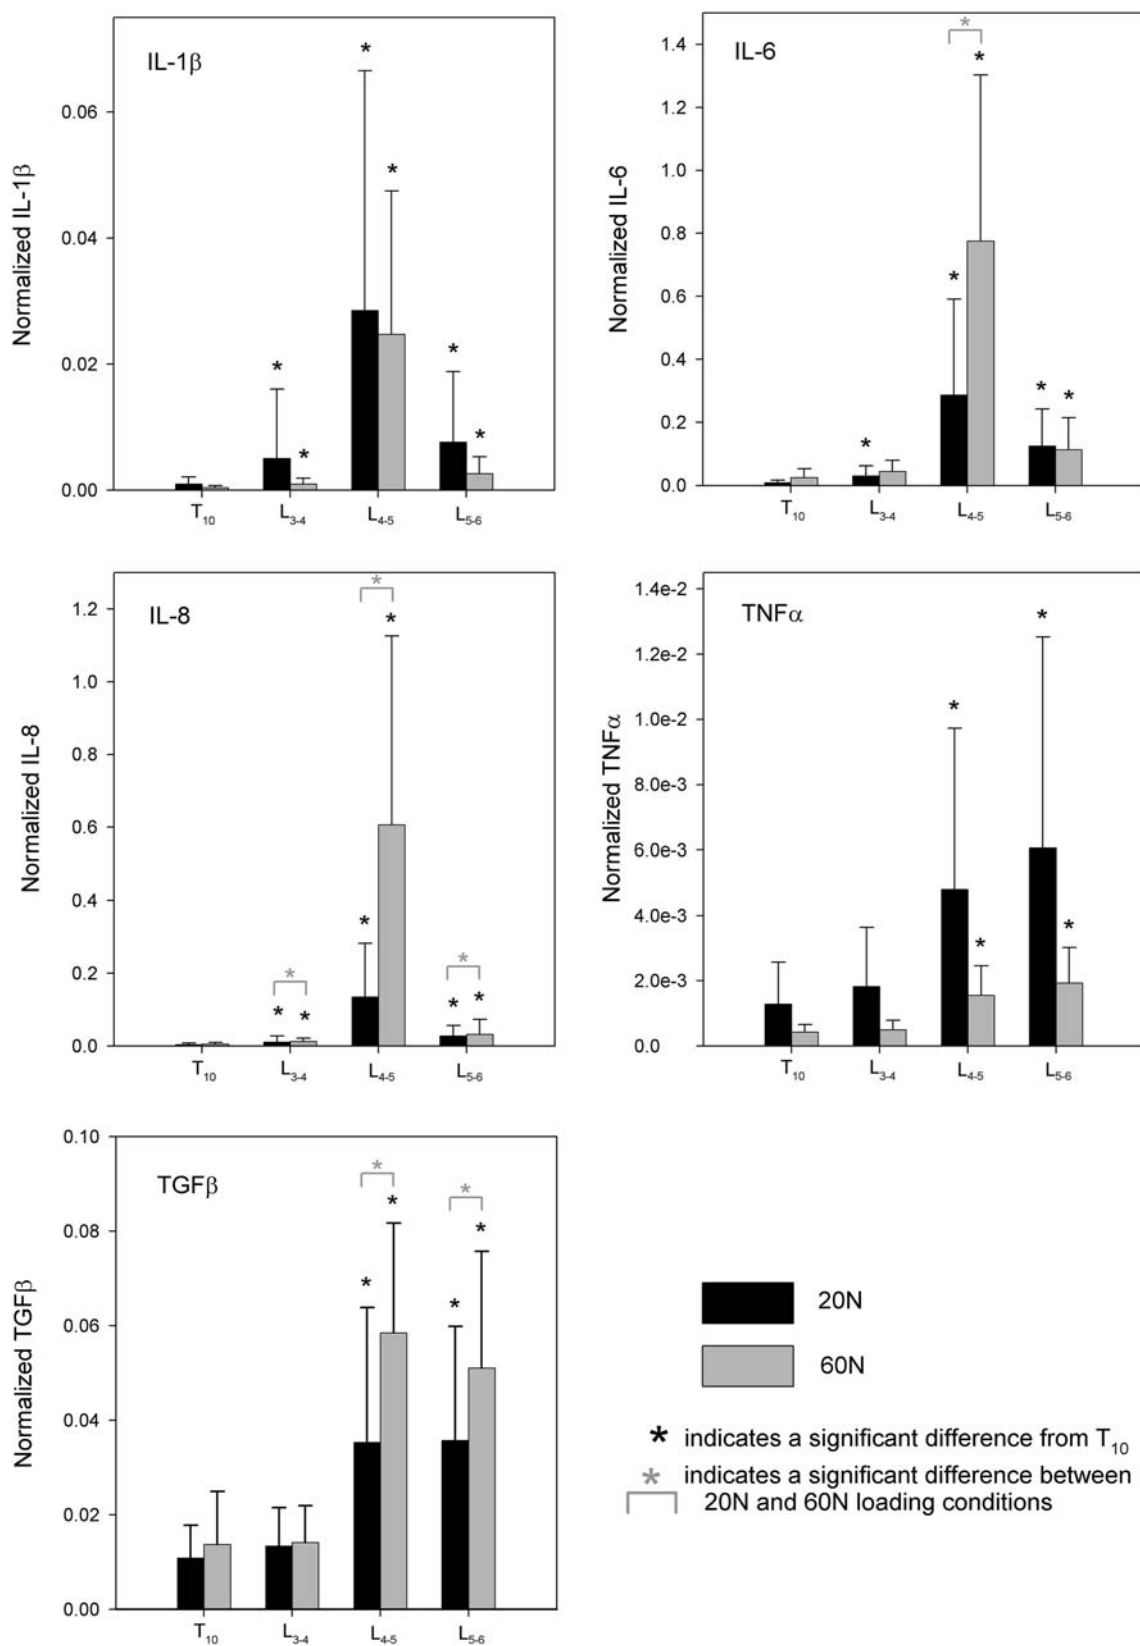 IL-1β
Normalized IL-1β
0.06
0.04
0.02
0.00
T10 L3-4 L4-5 L5-6
* * * * * *
IL-6
Normalized IL-6
1.4
1.2
1.0
0.8
0.6
0.4
0.2
0.0
T10 L3-4 L4-5 L5-6
* * * * * *
IL-8
Normalized IL-8
1.2
1.0
0.8
0.6
0.4
0.2
0.0
T10 L3-4 L4-5 L5-6
* * * * * * * * *
TNFα
Normalized TNFα
1.4e-2
1.2e-2
1.0e-2
8.0e-3
6.0e-3
4.0e-3
2.0e-3
0.0
T10 L3-4 L4-5 L5-6
* * * *
TGFβ
Normalized TGFβ
0.10
0.08
0.06
0.04
0.02
0.00
T10 L3-4 L4-5 L5-6
* * * * * *
20N
60N
* indicates a significant difference from T10
* indicates a significant difference between
20N and 60N loading conditions